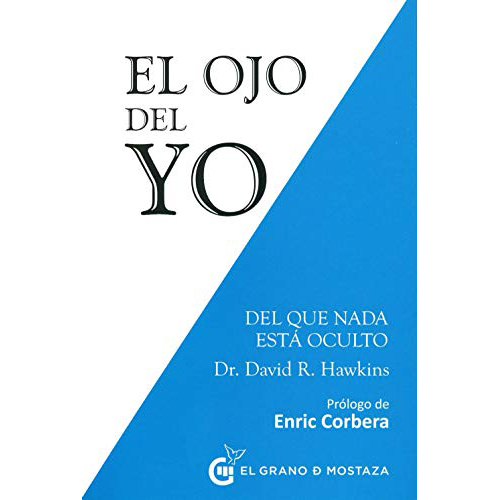 EL OJO
DEL
YO
DEL QUE NADA
ESTÁ OCULTO
Dr. David R. Hawkins
Prólogo de
Enric Corbera
EL GRANO Đ MOSTAZA